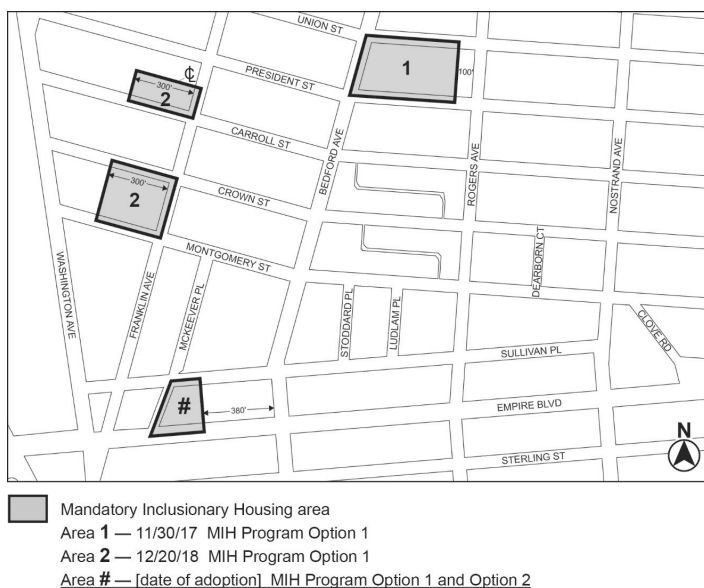 UNION ST
PRESIDENT ST
CARROLL ST
CROWN ST
MONTGOMERY ST
BEDFORD AVE
ROGERS AVE
NOSTRAND AVE
DEARBORN CT
WASHINGTON AVE
FRANKLIN AVE
MCKEEVER PL
STODDARD PL
LUDLAM PL
CLOVE RD
SULLIVAN PL
EMPIRE BLVD
STERLING ST
1
100'
℄
300'
2
300'
2
#
380'
N
Mandatory Inclusionary Housing area
Area 1 — 11/30/17 MIH Program Option 1
Area 2 — 12/20/18 MIH Program Option 1
Area # — [date of adoption] MIH Program Option 1 and Option 2